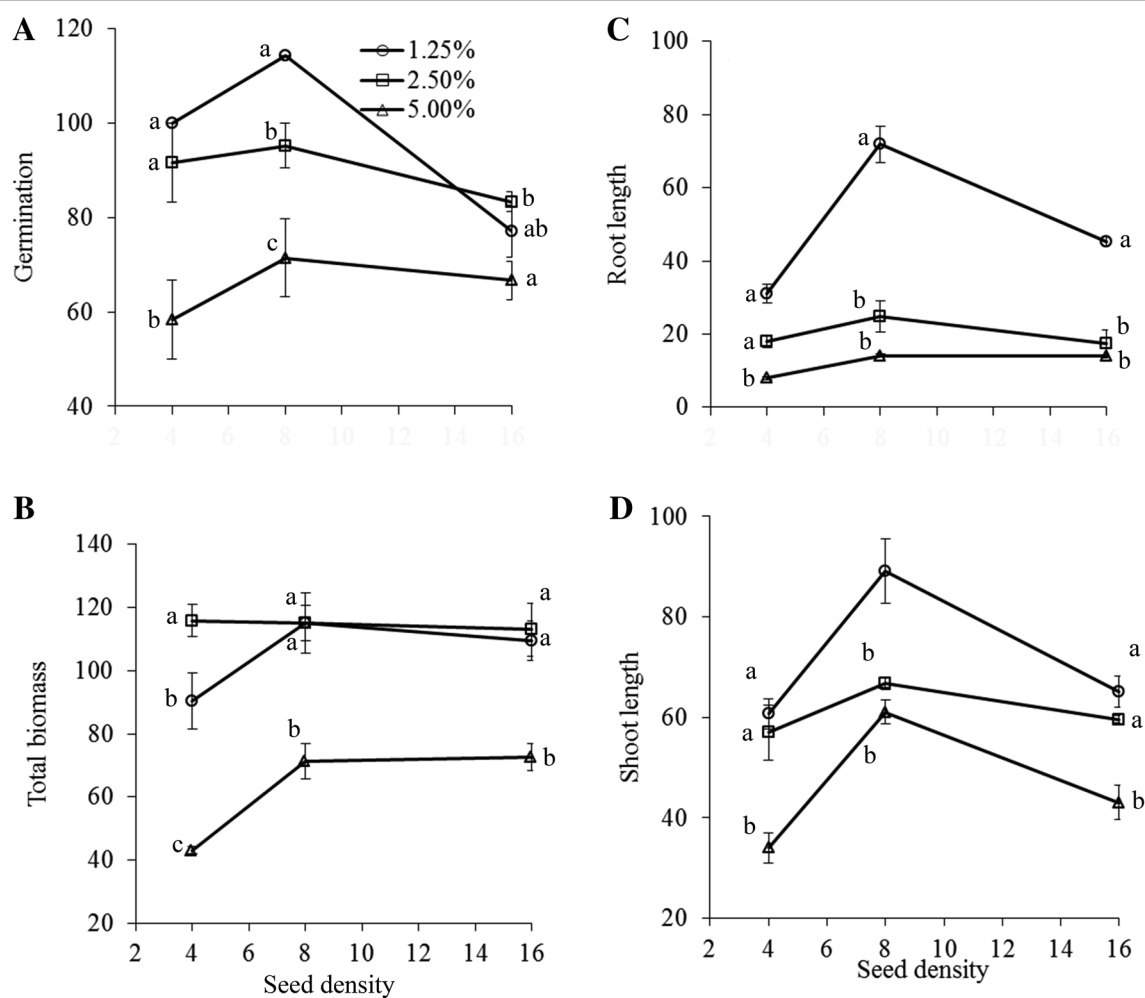 A
120
100
80
60
40
Germination
a
a
a
b
b
ab
b
c
a
1.25%
2.50%
5.00%
2 4 6 8 10 12 14 16
C
100
80
60
40
20
0
Root length
a
a
a
a
b
b
b
b
b
2 4 6 8 10 12 14 16
B
140
120
100
80
60
40
20
Total biomass
a
a
a
b
a
a
c
b
b
2 4 6 8 10 12 14 16
Seed density
D
100
80
60
40
20
Shoot length
a
a
a
b
a
b
b
b
2 4 6 8 10 12 14 16
Seed density